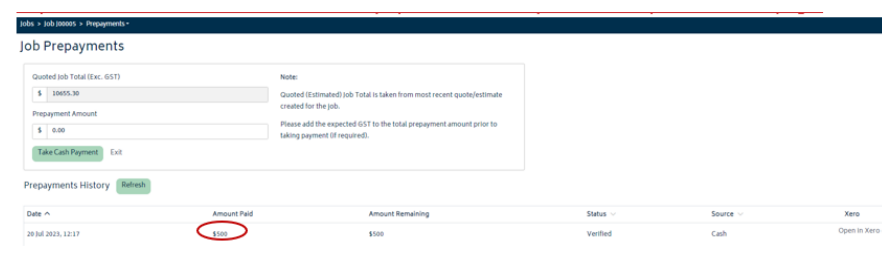 Jobs » Job J00005 » Prepayments
Job Prepayments
Quoted Job Total (Exc. GST)
$ 10655.30
Prepayment Amount
$ 0.00
Take Cash Payment Exit
Note:
Quoted (Estimated) Job Total is taken from most recent quote/estimate
created for the job.
Please add the expected GST to the total prepayment amount prior to
taking payment (if required).
Prepayments History Refresh
Date Amount Paid Amount Remaining Status Source Xero
20 Jul 2023, 12:17 $500 $500 Verified Cash Open in Xero